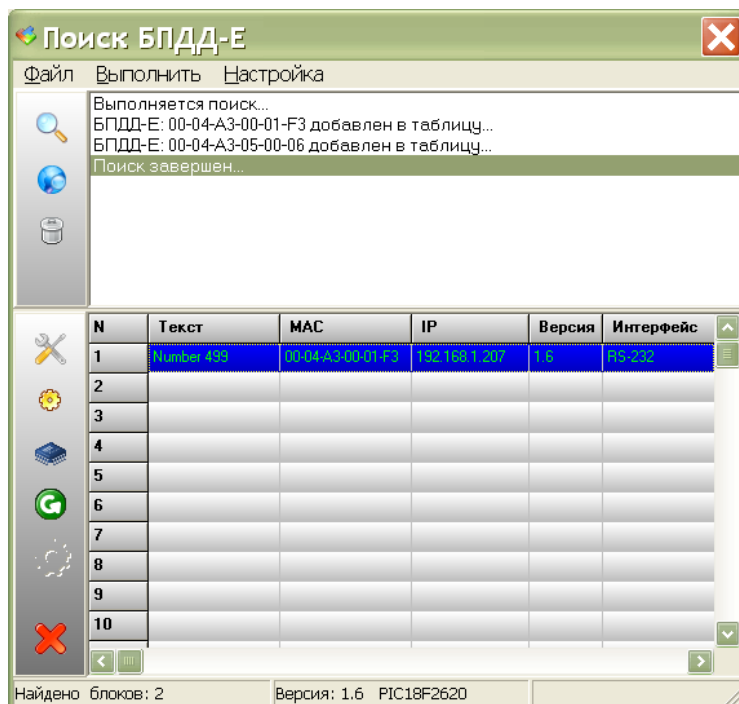 Поиск БПДД-Е
Файл Выполнить Настройка
Выполняется поиск...
БПДД-Е: 00-04-A3-00-01-F3 добавлен в таблицу...
БПДД-Е: 00-04-A3-05-00-06 добавлен в таблицу...
Поиск завершен...
N Текст MAC IP Версия Интерфейс
1 Number 499 00-04-A3-00-01-F3 192.168.1.207 1.6 RS-232
2
3
4
5
6
7
8
9
10
Найдено блоков: 2 Версия: 1.6 PIC18F2620